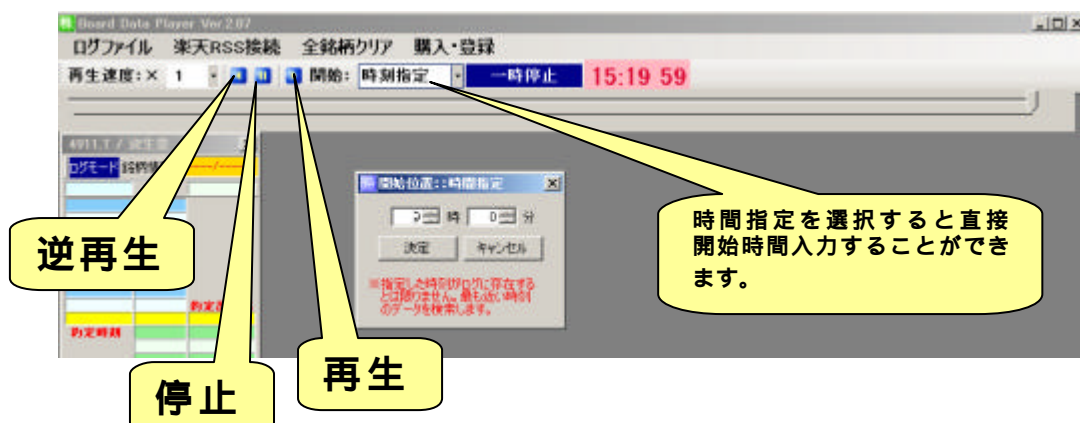 Board Data Player Ver.2.07
ログファイル 楽天RSS接続 全銘柄クリア 購入・登録
再生速度:× 1 開始: 時刻指定 一時停止 15:19 59
4911.T /
ログモード
開始位置::時間指定
時 0 分
決定 キャンセル
※指定した時刻がログに存在する
とは限りません。最も近い時刻
のデータを検索します。
時間指定を選択すると直接
開始時間入力することができ
ます。
逆再生
約定時刻
再生
停止